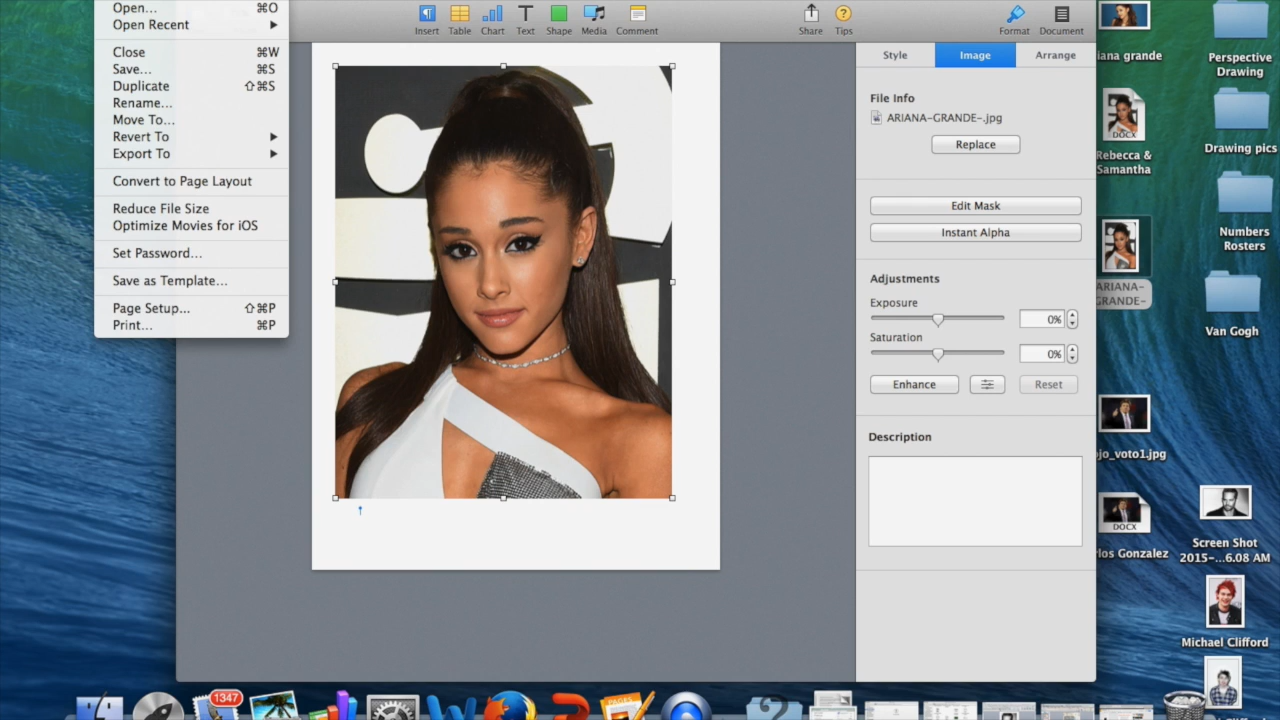 Open... ⌘O
Open Recent ▶
Close ⌘W
Save... ⌘S
Duplicate ⇧⌘S
Rename...
Move To...
Revert To ▶
Export To ▶
Convert to Page Layout
Reduce File Size
Optimize Movies for iOS
Set Password...
Save as Template...
Page Setup... ⇧⌘P
Print... ⌘P
Insert Table Chart Text Shape Media Comment Share Tips Format Document
Style Image Arrange
File Info
ARIANA-GRANDE-.jpg
Replace
Edit Mask
Instant Alpha
Adjustments
Exposure
0%
Saturation
0%
Enhance Reset
Description
iana grande
DOCX
Rebecca &
Samantha
ARIANA-
GRANDE-
ojo_voto1.jpg
DOCX
los Gonzalez
Perspective
Drawing
Drawing pics
Numbers
Rosters
Van Gogh
Screen Shot
2015-...6.08 AM
Michael Clifford
1347
PAGES